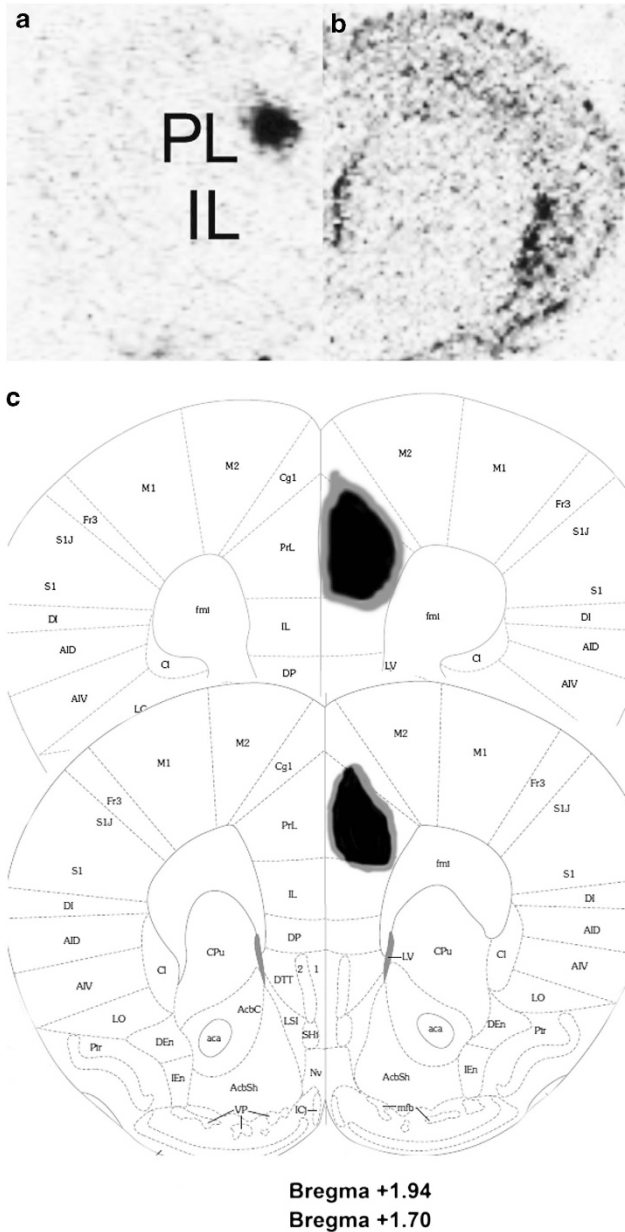 a b
PL
IL
c
M2 M2
M1 Cg1 M1
Fr3 Fr3
S1J PrL S1J
S1 fmi fmi S1
DI IL DI
AID Cl DP LV Cl AID
AIV AIV
M1 M2 M2 M1
Cg1
Fr3 Fr3
S1J PrL S1J
S1 fmi S1
DI IL DI
AID Cl CPu DP LV CPu Cl AID
AIV DTT 2 1 AIV
LO AcbC LSI LO
Ptr DEn aca SHi aca DEn Ptr
IEn AcbSh Nv AcbSh IEn
VP ICj mfb
Bregma +1.94
Bregma +1.70